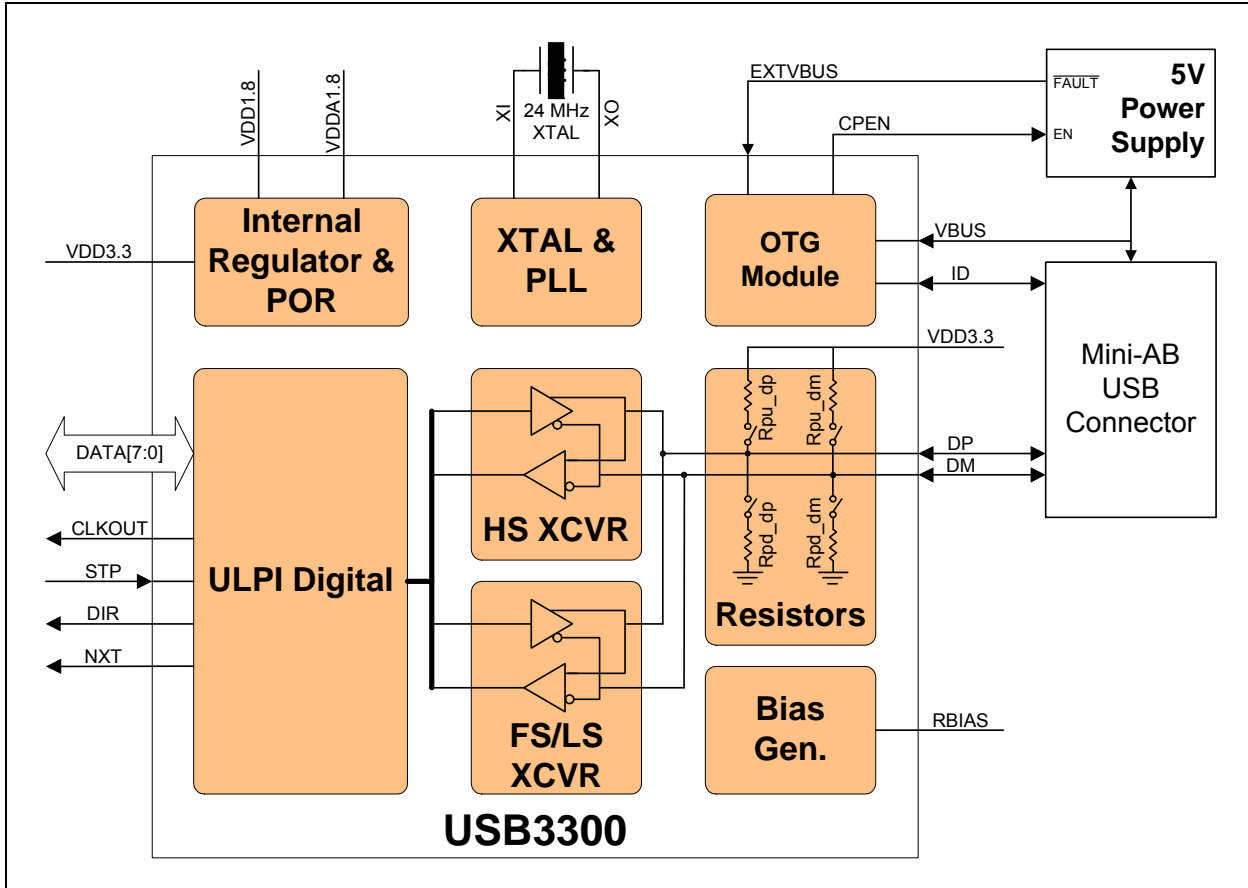 VDD1.8
VDDA1.8
XI
24 MHz
XTAL
XO
EXTVBUS
CPEN
FAULT
EN
5V
Power
Supply
VDD3.3
Internal
Regulator &
POR
XTAL &
PLL
OTG
Module
VBUS
ID
VDD3.3
Mini-AB
USB
Connector
DATA[7:0]
CLKOUT
STP
DIR
NXT
ULPI Digital
HS XCVR
FS/LS
XCVR
Rpu_dp
Rpu_dm
Rpd_dp
Rpd_dm
Resistors
DP
DM
Bias
Gen.
RBIAS
USB3300